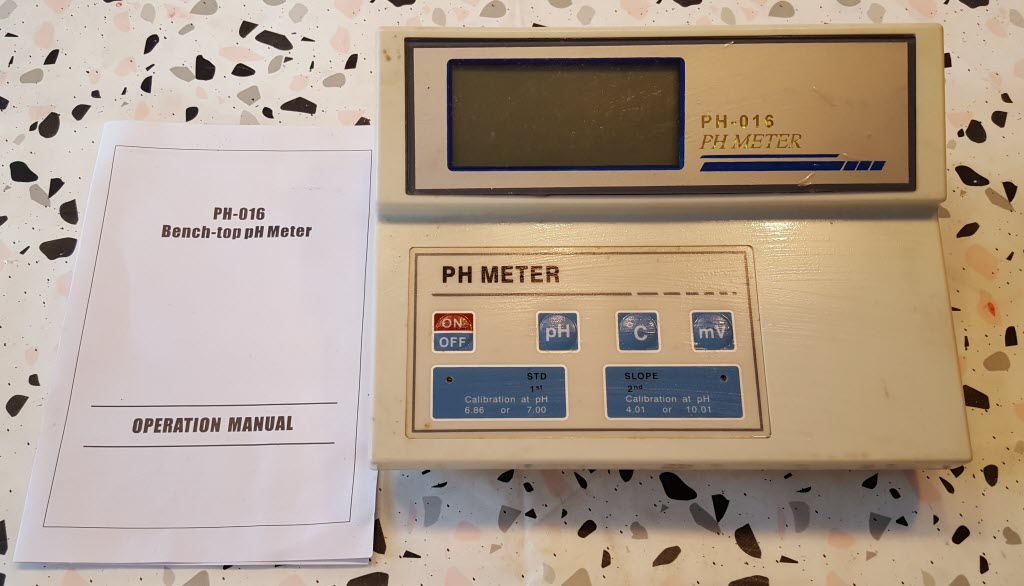 PH-016
Bench-top pH Meter
OPERATION MANUAL
PH-016
PH METER
PH METER
ON
OFF
pH
°C
mV
STD
1st
Calibration at pH
6.86 or 7.00
SLOPE
2nd
Calibration at pH
4.01 or 10.01